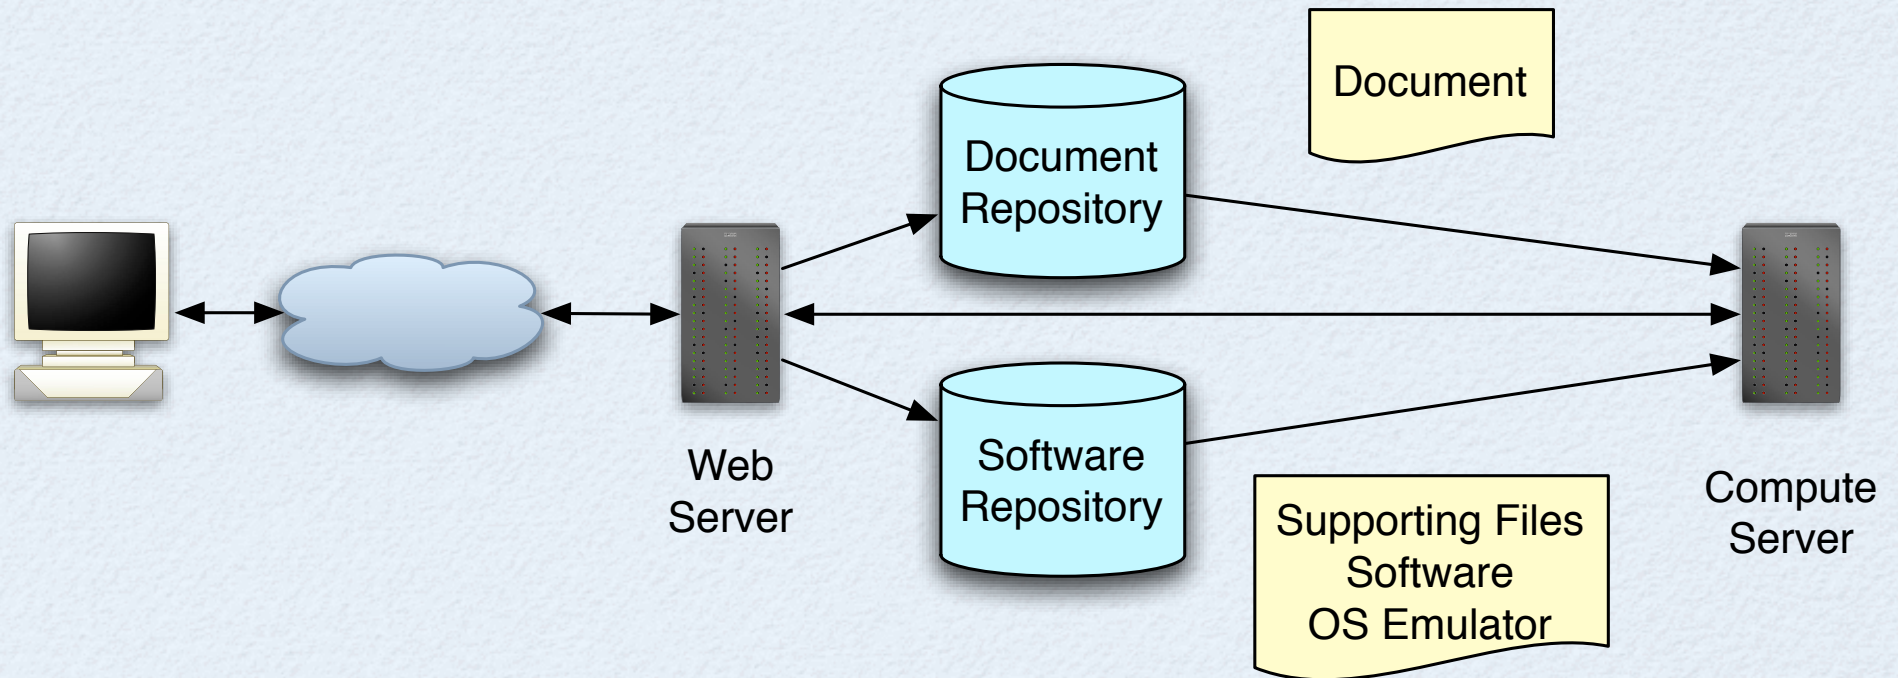 Document
Document
Repository
Web
Server
Software
Repository
Supporting Files
Software
OS Emulator
Compute
Server